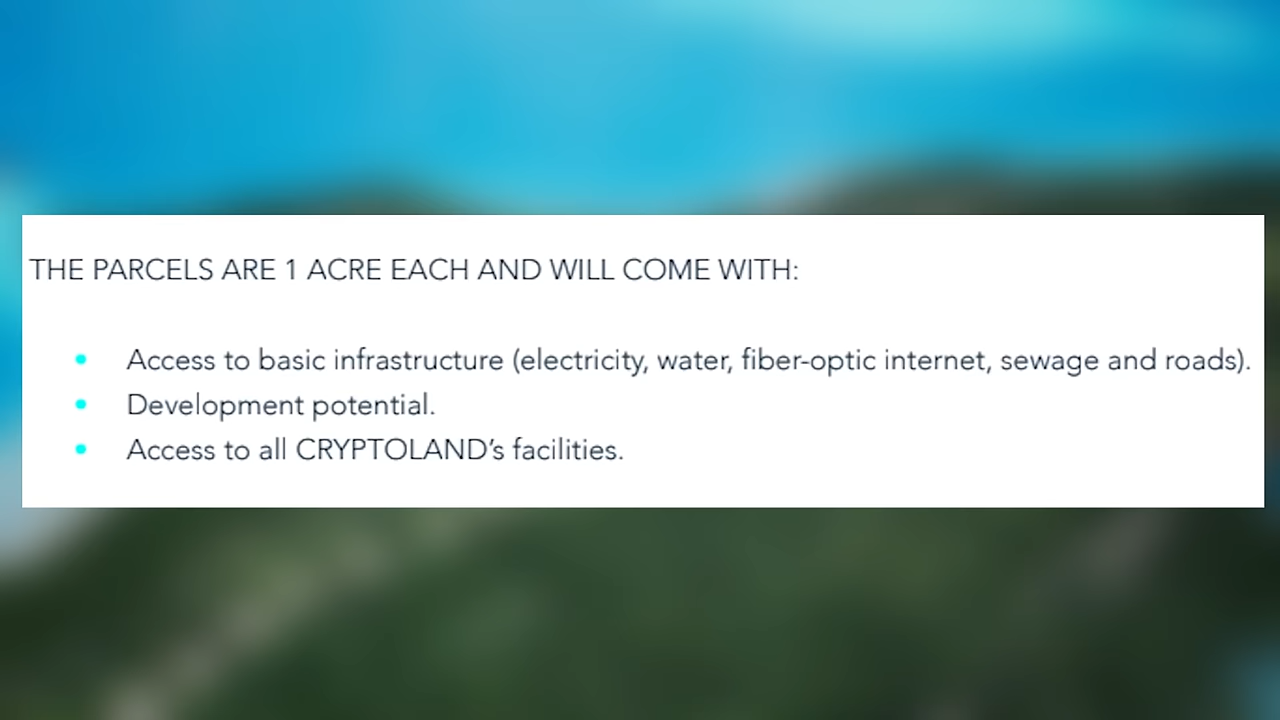 THE PARCELS ARE 1 ACRE EACH AND WILL COME WITH:
• Access to basic infrastructure (electricity, water, fiber-optic internet, sewage and roads).
• Development potential.
• Access to all CRYPTOLAND’s facilities.